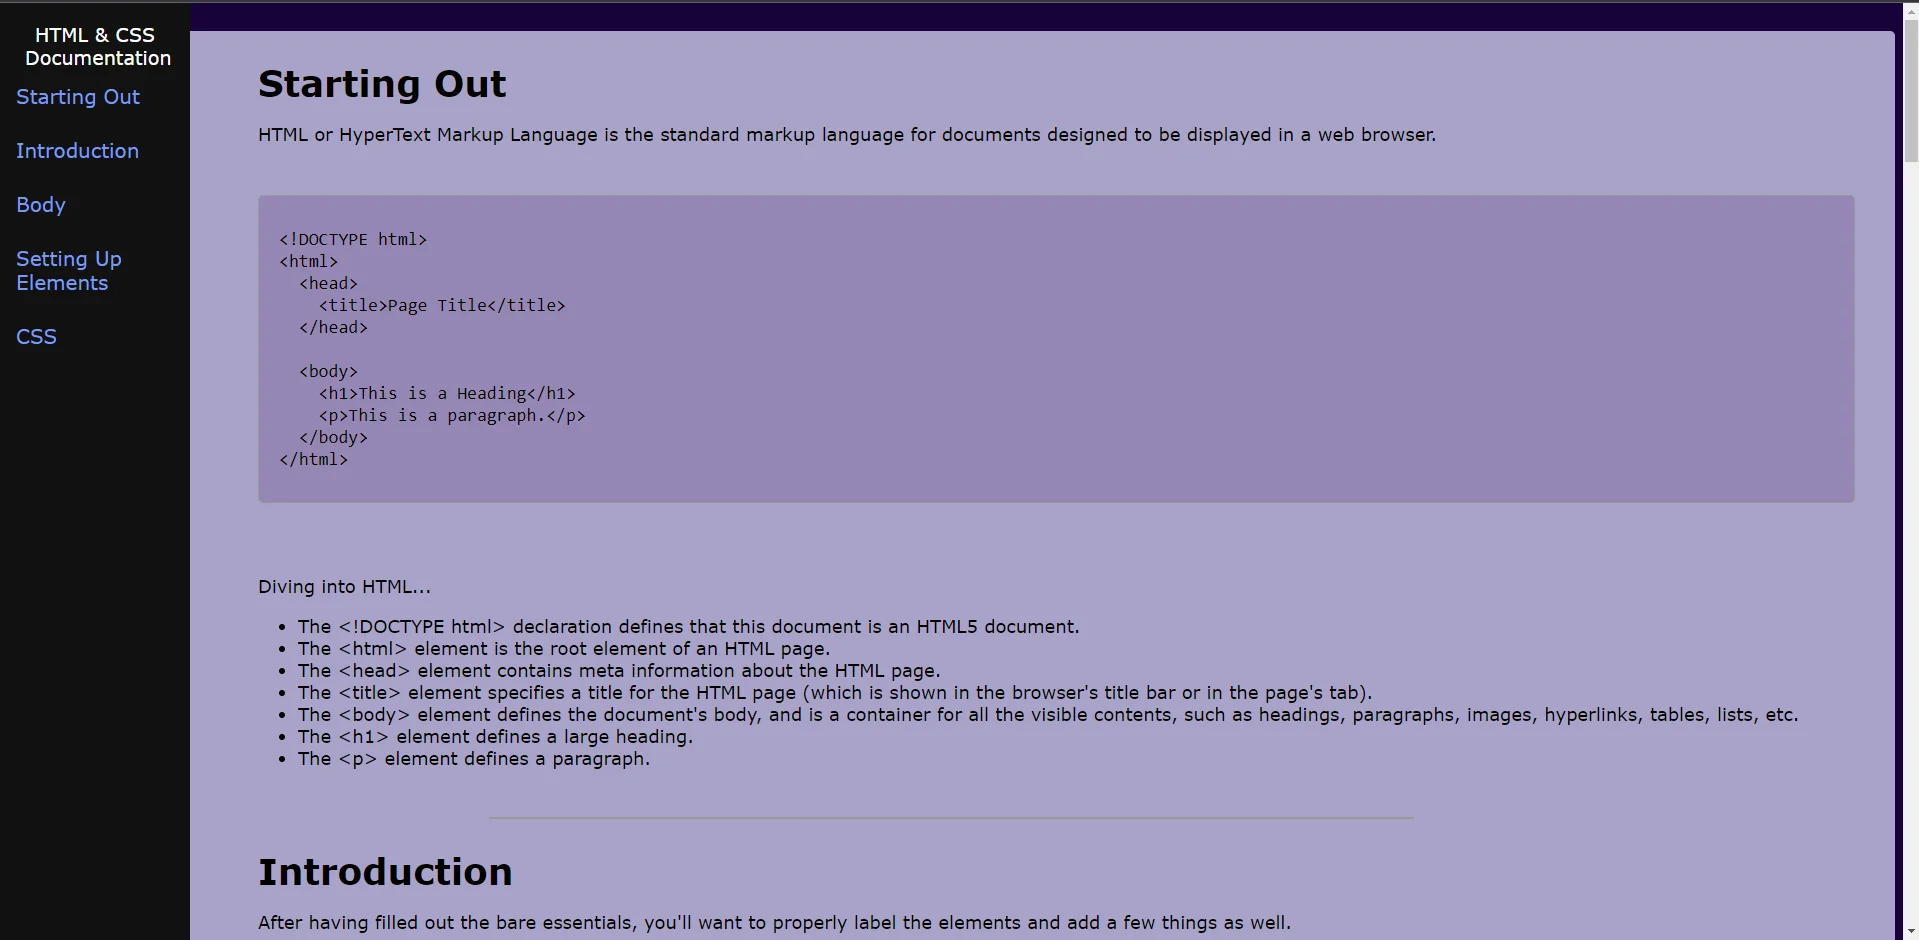 HTML & CSS
Documentation
Starting Out
Introduction
Body
Setting Up
Elements
CSS
Starting Out
HTML or HyperText Markup Language is the standard markup language for documents designed to be displayed in a web browser.
<!DOCTYPE html>
<html>
  <head>
    <title>Page Title</title>
  </head>
  <body>
    <h1>This is a Heading</h1>
    <p>This is a paragraph.</p>
  </body>
</html>
Diving into HTML...
• The <!DOCTYPE html> declaration defines that this document is an HTML5 document.
• The <html> element is the root element of an HTML page.
• The <head> element contains meta information about the HTML page.
• The <title> element specifies a title for the HTML page (which is shown in the browser's title bar or in the page's tab).
• The <body> element defines the document's body, and is a container for all the visible contents, such as headings, paragraphs, images, hyperlinks, tables, lists, etc.
• The <h1> element defines a large heading.
• The <p> element defines a paragraph.
Introduction
After having filled out the bare essentials, you'll want to properly label the elements and add a few things as well.